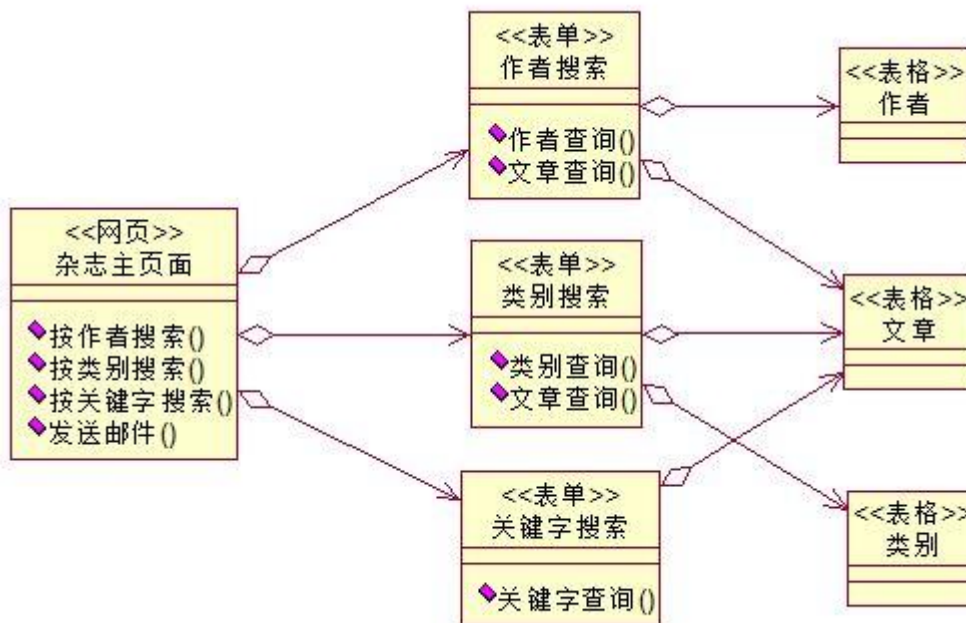 <<网页>>
杂志主页面
按作者搜索()
按类别搜索()
按关键字搜索()
发送邮件()
<<表单>>
作者搜索
作者查询()
文章查询()
<<表单>>
类别搜索
类别查询()
文章查询()
<<表单>>
关键字搜索
关键字查询()
<<表格>>
作者
<<表格>>
文章
<<表格>>
类别